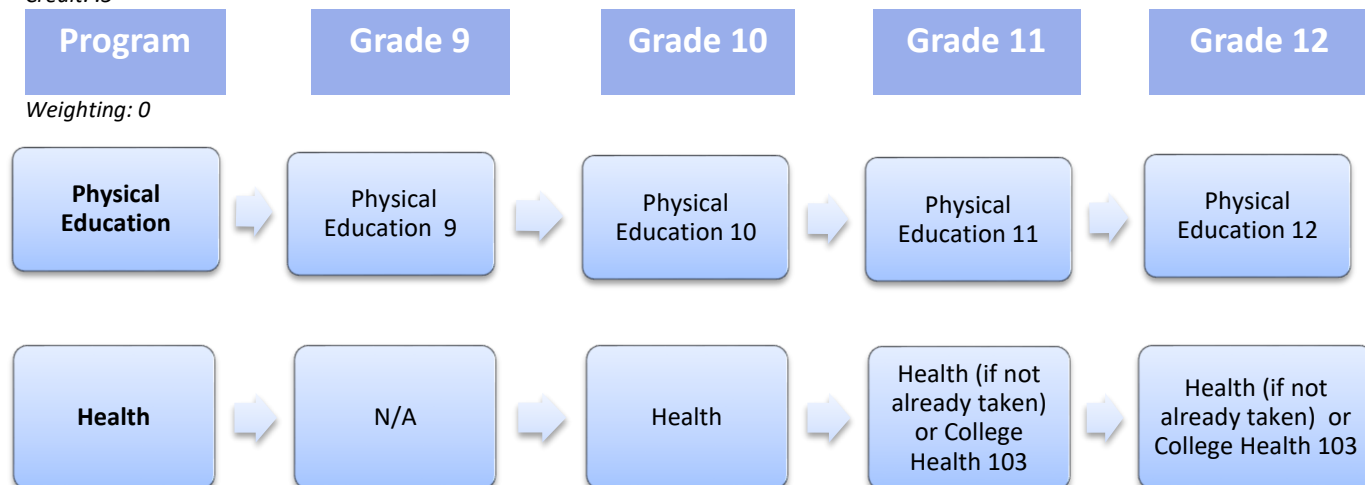 Credit: .5
Program Grade 9 Grade 10 Grade 11 Grade 12
Weighting: 0
Physical
Education
Physical
Education 9
Physical
Education 10
Physical
Education 11
Physical
Education 12
Health
N/A
Health
Health (if not
already taken)
or College
Health 103
Health (if not
already taken) or
College Health 103